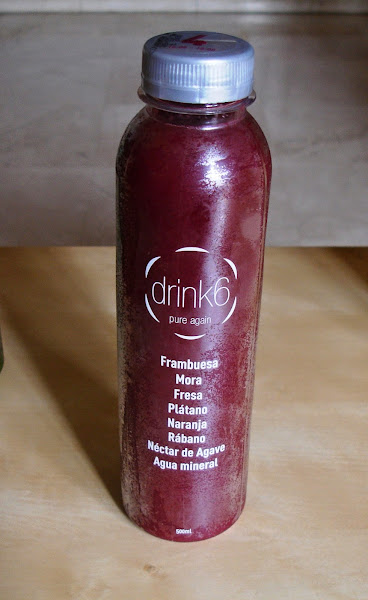 drink6
pure again
Frambuesa
Mora
Fresa
Plátano
Naranja
Rábano
Néctar de Agave
Agua mineral
500mL